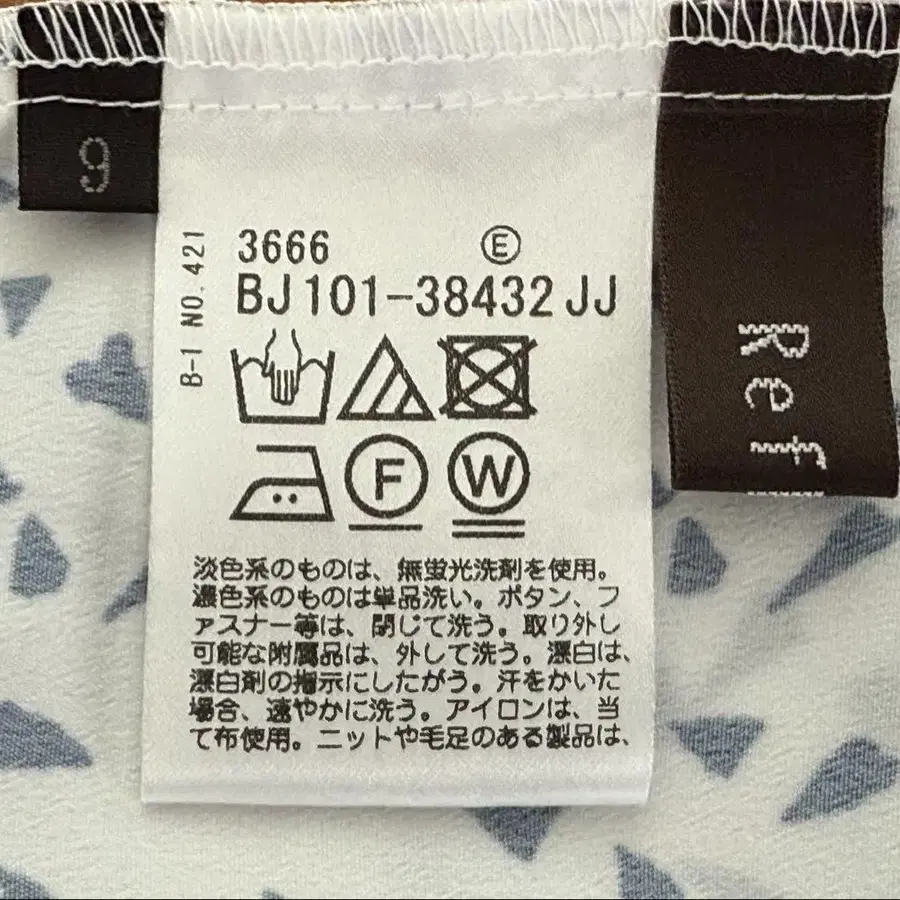 9
B-1 NO.421
3666 Ⓔ
BJ101-38432JJ
F W
淡色系のものは、無蛍光洗剤を使用。
濃色系のものは単品洗い。ボタン、フ
ァスナー等は、閉じて洗う。取り外し
可能な附属品は、外して洗う。漂白は、
漂白剤の指示にしたがう。汗をかいた
場合、速やかに洗う。アイロンは、当
て布使用。ニットや毛足のある製品は、
Ref